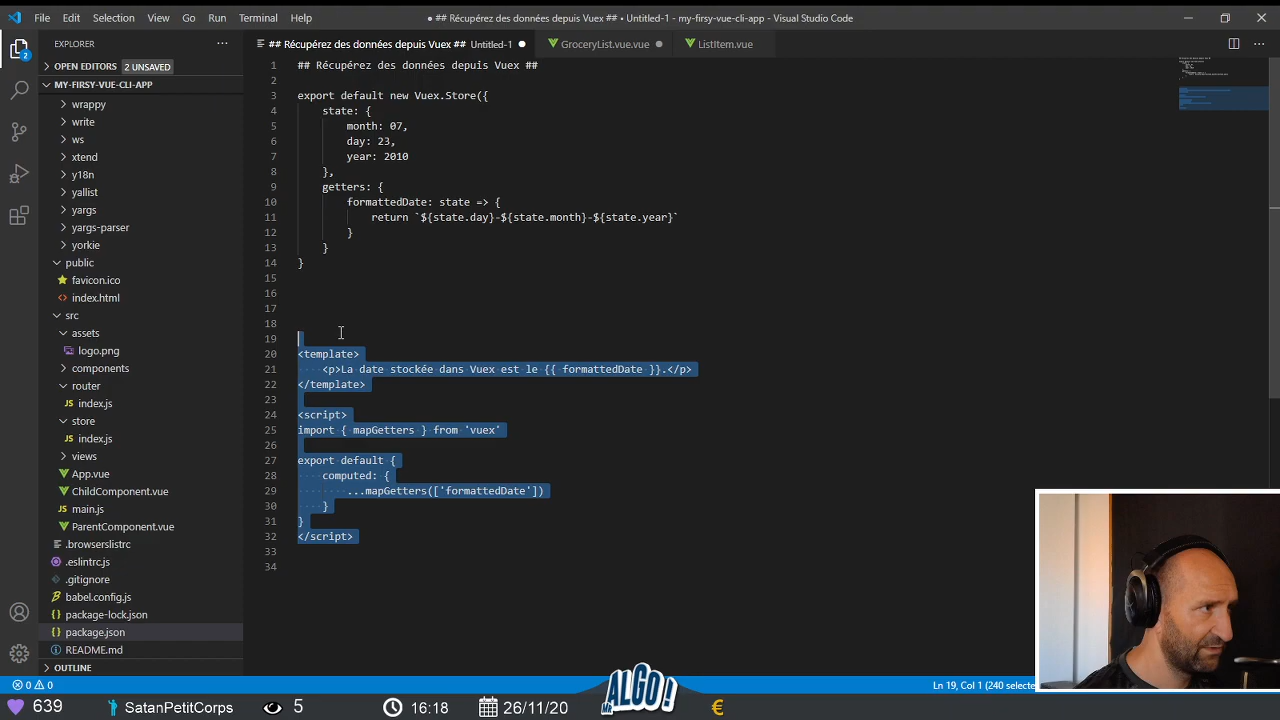 File Edit Selection View Go Run Terminal Help
● ## Récupérez des données depuis Vuex ## • Untitled-1 - my-firsy-vue-cli-app - Visual Studio Code
EXPLORER
## Récupérez des données depuis Vuex ## Untitled-1
GroceryList.vue.vue
ListItem.vue
OPEN EDITORS 2 UNSAVED
MY-FIRSY-VUE-CLI-APP
wrappy
write
ws
xtend
y18n
yallist
yargs
yargs-parser
yorkie
public
favicon.ico
index.html
src
assets
logo.png
components
router
index.js
store
index.js
views
App.vue
ChildComponent.vue
main.js
ParentComponent.vue
.browserslistrc
.eslintrc.js
.gitignore
babel.config.js
package-lock.json
package.json
README.md
OUTLINE
2
1 ## Récupérez des données depuis Vuex ##
2
3 export default new Vuex.Store({
4 state: {
5 month: 07,
6 day: 23,
7 year: 2010
8 },
9 getters: {
10 formattedDate: state => {
11 return `${state.day}-${state.month}-${state.year}`
12 }
13 }
14 }
15
16
17
18
19
20 <template>
21 <p>La date stockée dans Vuex est le {{ formattedDate }}.</p>
22 </template>
23
24 <script>
25 import { mapGetters } from 'vuex'
26
27 export default {
28 computed: {
29 ...mapGetters(['formattedDate'])
30 }
31 }
32 </script>
33
34
0 0
Ln 19, Col 1 (240 selecte
639 SatanPetitCorps 5 16:18 26/11/20 Mr ALGO! €